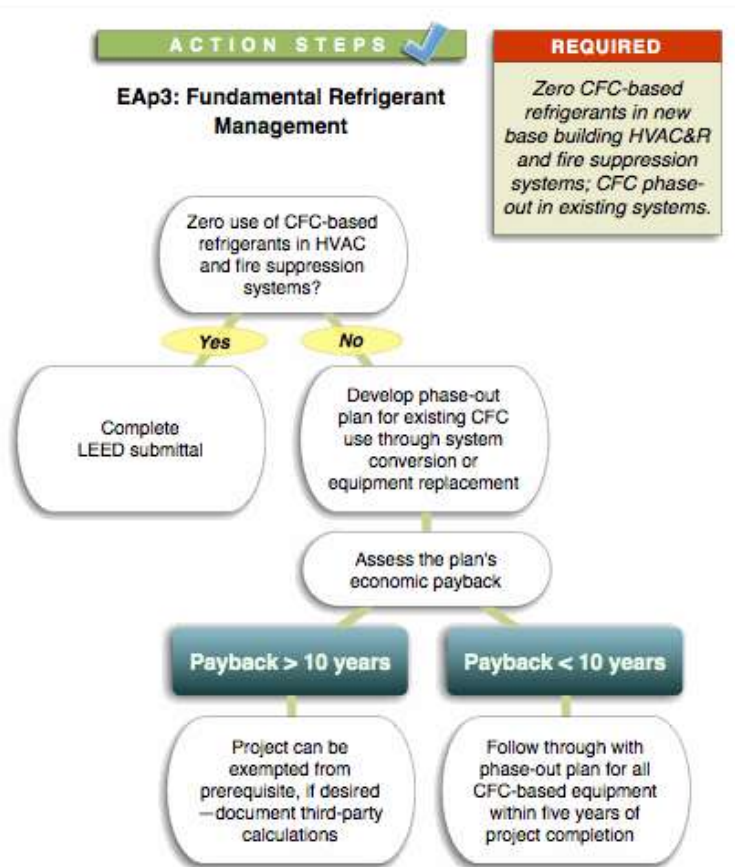 ACTION STEPS
REQUIRED
Zero CFC-based
refrigerants in new
base building HVAC&R
and fire suppression
systems; CFC phase-
out in existing systems.
EAp3: Fundamental Refrigerant
Management
Zero use of CFC-based
refrigerants in HVAC
and fire suppression
systems?
Yes
No
Complete
LEED submittal
Develop phase-out
plan for existing CFC
use through system
conversion or
equipment replacement
Assess the plan's
economic payback
Payback > 10 years
Payback < 10 years
Project can be
exempted from
prerequisite, if desired
—document third-party
calculations
Follow through with
phase-out plan for all
CFC-based equipment
within five years of
project completion